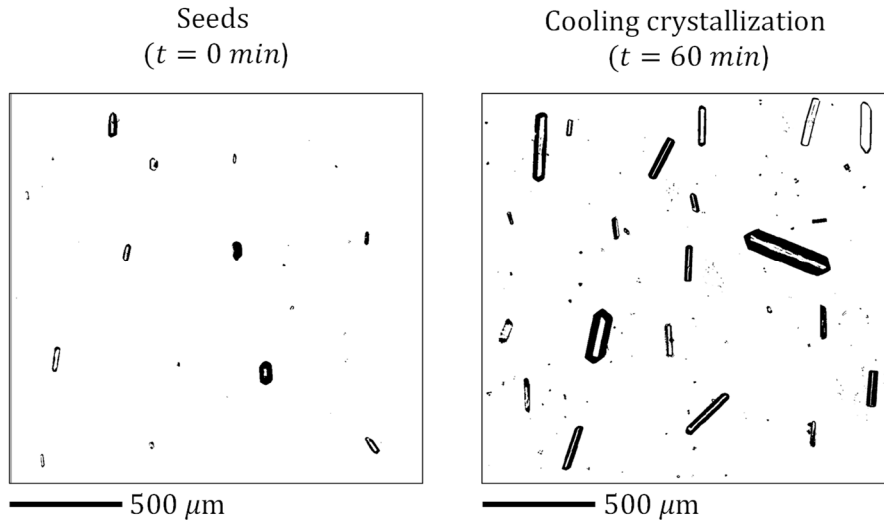 Seeds
(t = 0 min)
Cooling crystallization
(t = 60 min)
500 μm
500 μm